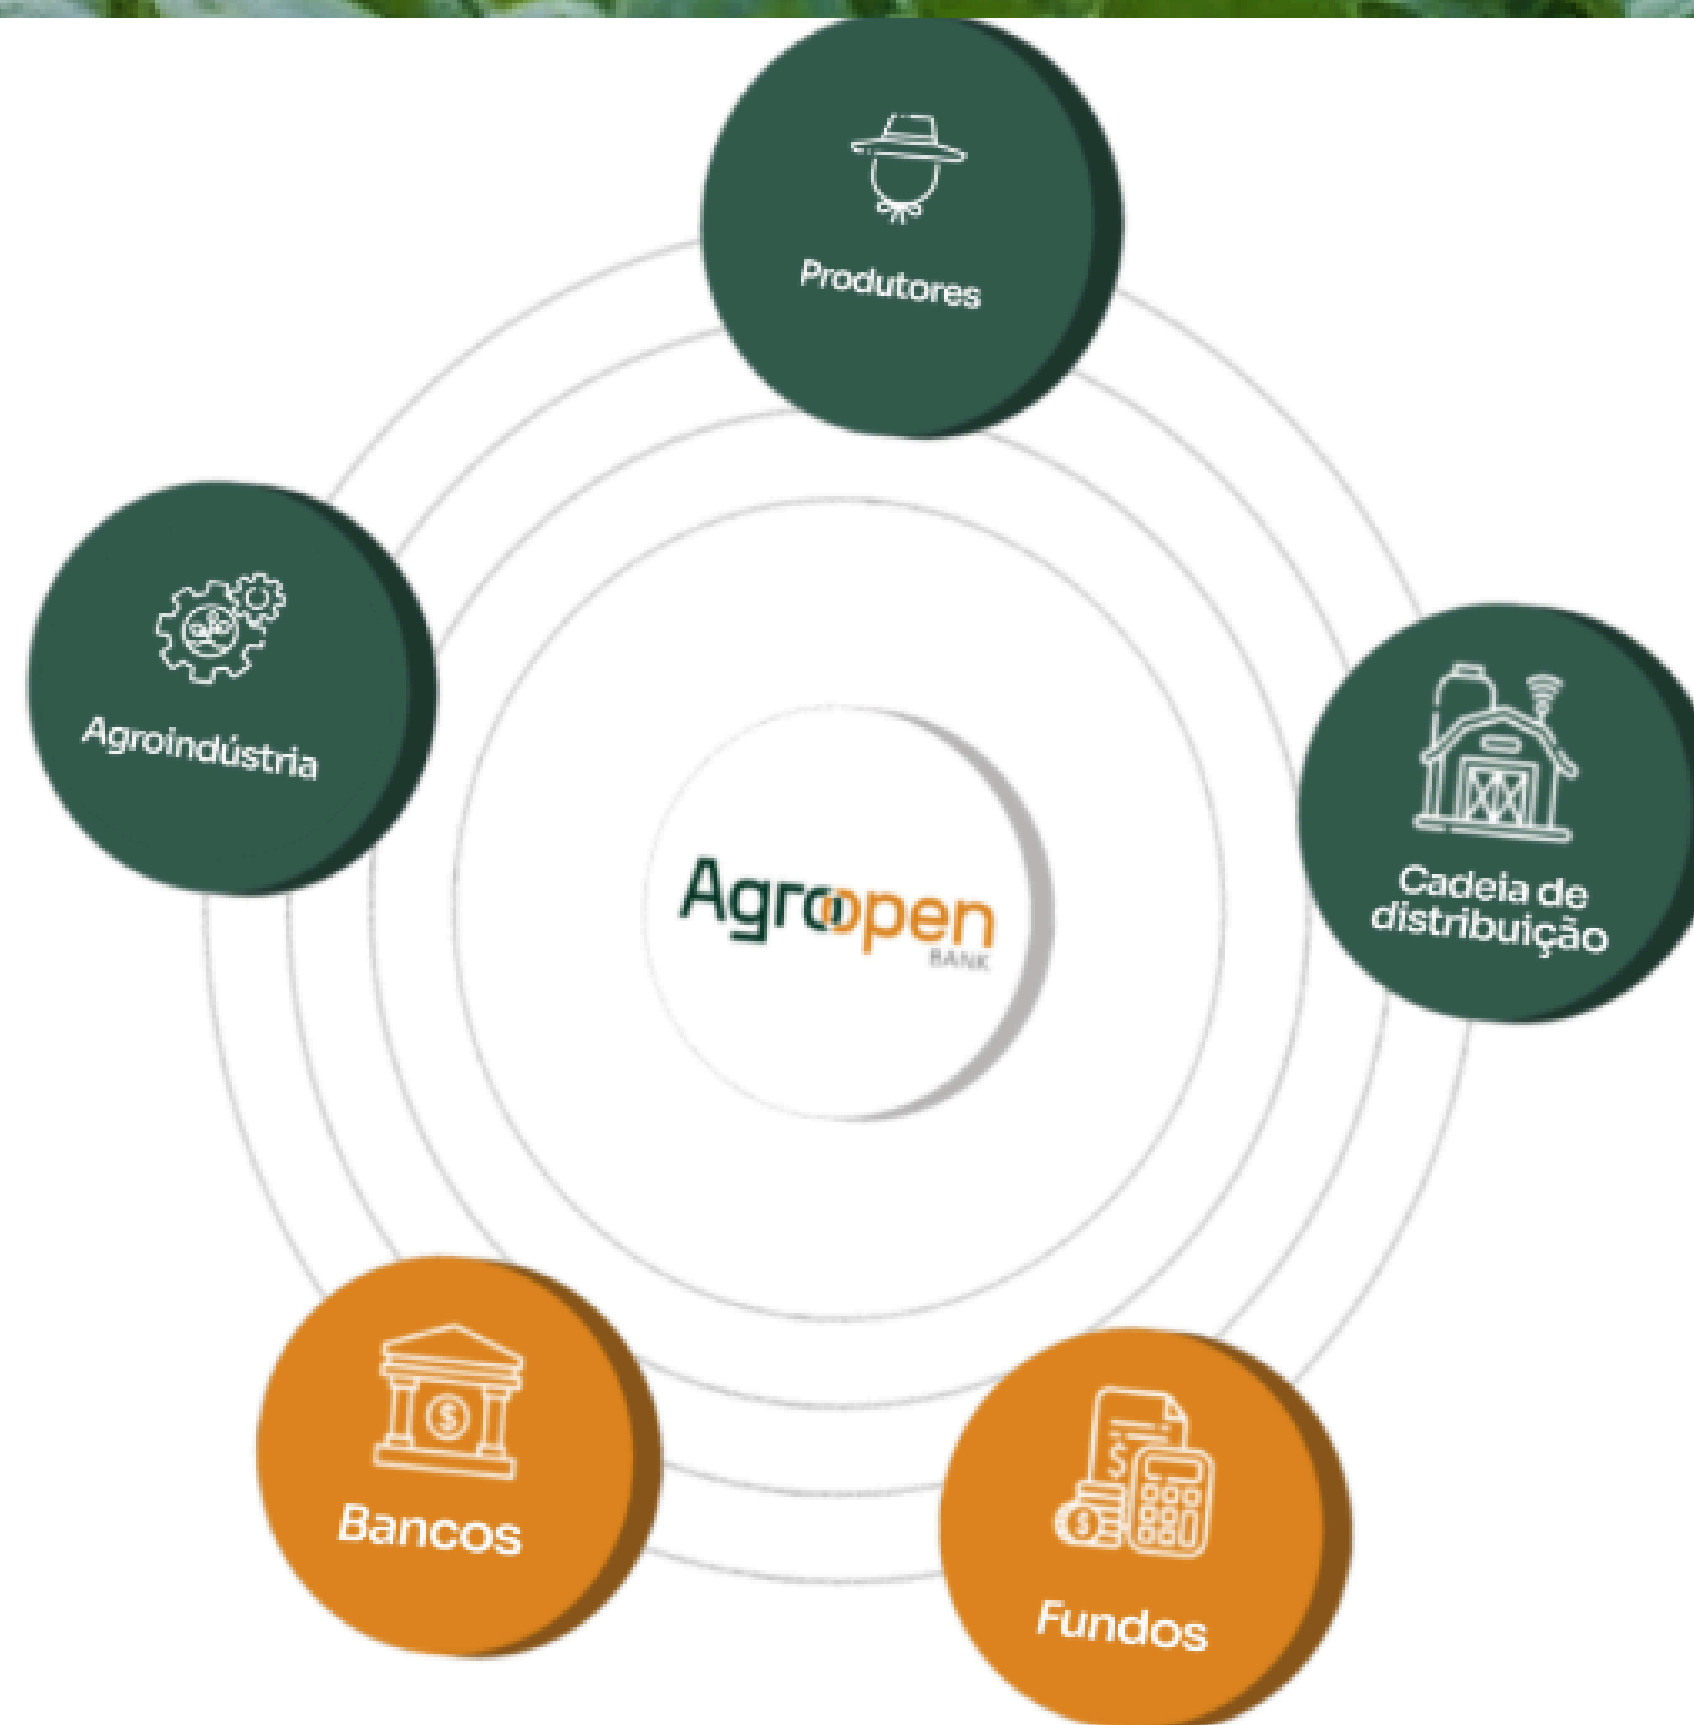 Produtores
Agroindústria
Cadeia de
distribuição
Agroopen
BANK
Bancos
Fundos